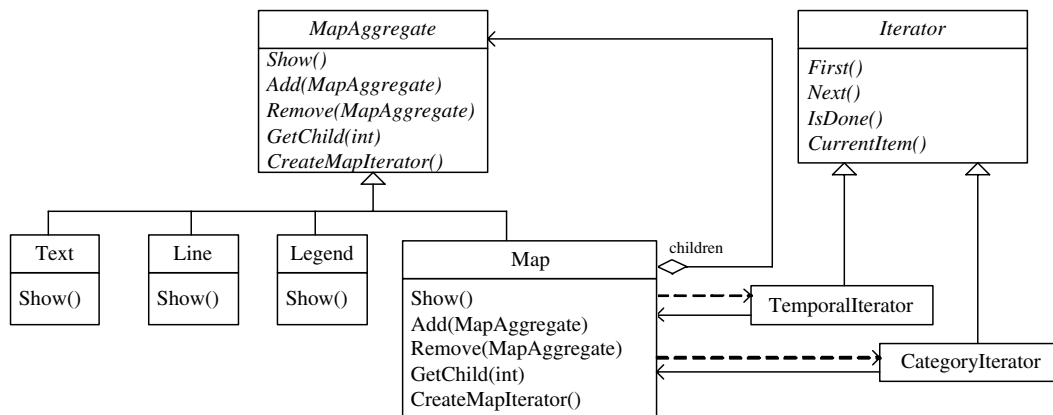 MapAggregate
Show()
Add(MapAggregate)
Remove(MapAggregate)
GetChild(int)
CreateMapIterator()
Iterator
First()
Next()
IsDone()
CurrentItem()
Text
Show()
Line
Show()
Legend
Show()
Map
Show()
Add(MapAggregate)
Remove(MapAggregate)
GetChild(int)
CreateMapIterator()
children
TemporalIterator
CategoryIterator